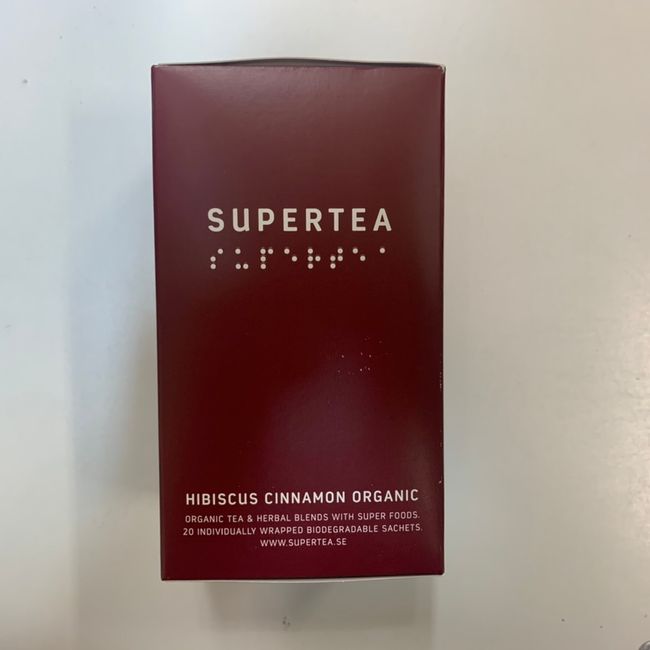 SUPERTEA
⠎⠥⠏⠑⠗⠞⠑⠁
HIBISCUS CINNAMON ORGANIC
ORGANIC TEA & HERBAL BLENDS WITH SUPER FOODS.
20 INDIVIDUALLY WRAPPED BIODEGRADABLE SACHETS.
WWW.SUPERTEA.SE